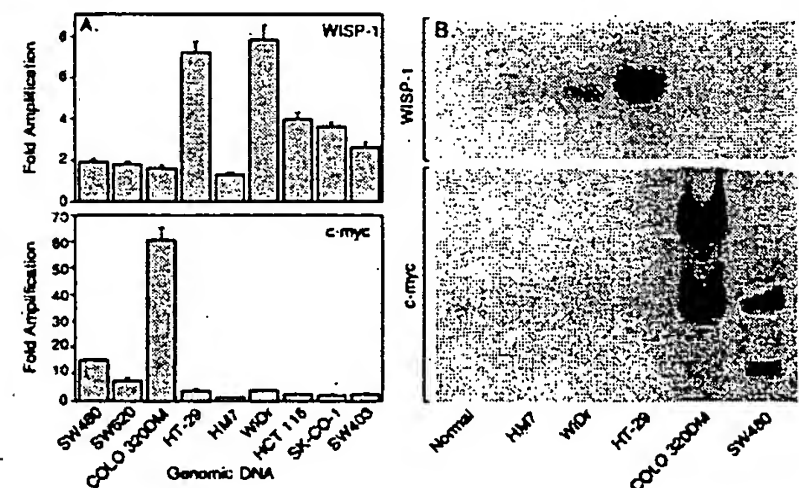 A.
WISP-1
Fold Amplification
8
6
4
2
0
c-myc
Fold Amplification
70
60
50
40
30
20
10
0
SW480
SW620
COLO 320DM
HT-29
HM7
WiDr
HCT 116
SK-CO-1
SW403
Genomic DNA
B.
WISP-1
c-myc
Normal
HM7
WiDr
HT-29
COLO 320DM
SW480